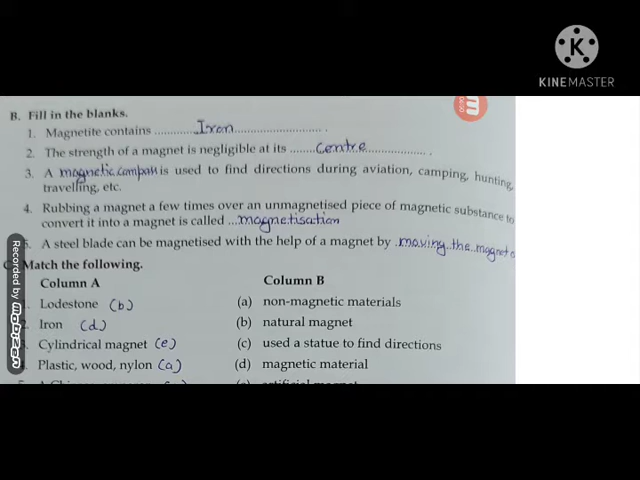 K
KINEMASTER
B. Fill in the blanks.
1. Magnetite contains ............Iron........................... .
2. The strength of a magnet is negligible at its ........centre.................. .
3. A magnetic compass is used to find directions during aviation, camping, hunting,
travelling, etc.
4. Rubbing a magnet a few times over an unmagnetised piece of magnetic substance to
convert it into a magnet is called ...magnetisation
5. A steel blade can be magnetised with the help of a magnet by moving the magnet
Match the following.
Column A Column B
Lodestone (b) (a) non-magnetic materials
Iron (d) (b) natural magnet
Cylindrical magnet (e) (c) used a statue to find directions
Plastic, wood, nylon (a) (d) magnetic material
Recorded by